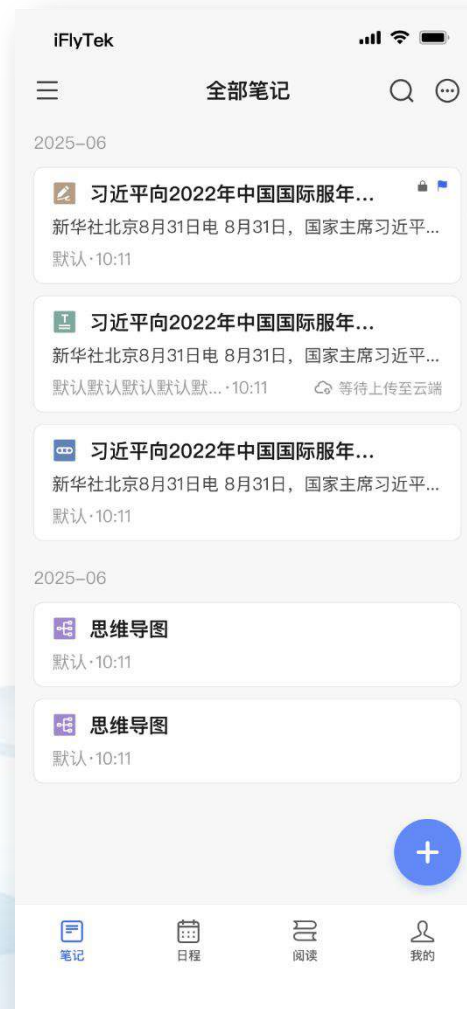 iFlyTek
全部笔记
2025-06
习近平向2022年中国国际服年...
新华社北京8月31日电 8月31日，国家主席习近平...
默认·10:11
习近平向2022年中国国际服年...
新华社北京8月31日电 8月31日，国家主席习近平...
默认默认默认默认默...·10:11 等待上传至云端
习近平向2022年中国国际服年...
新华社北京8月31日电 8月31日，国家主席习近平...
默认·10:11
2025-06
思维导图
默认·10:11
思维导图
默认·10:11
笔记 日程 阅读 我的